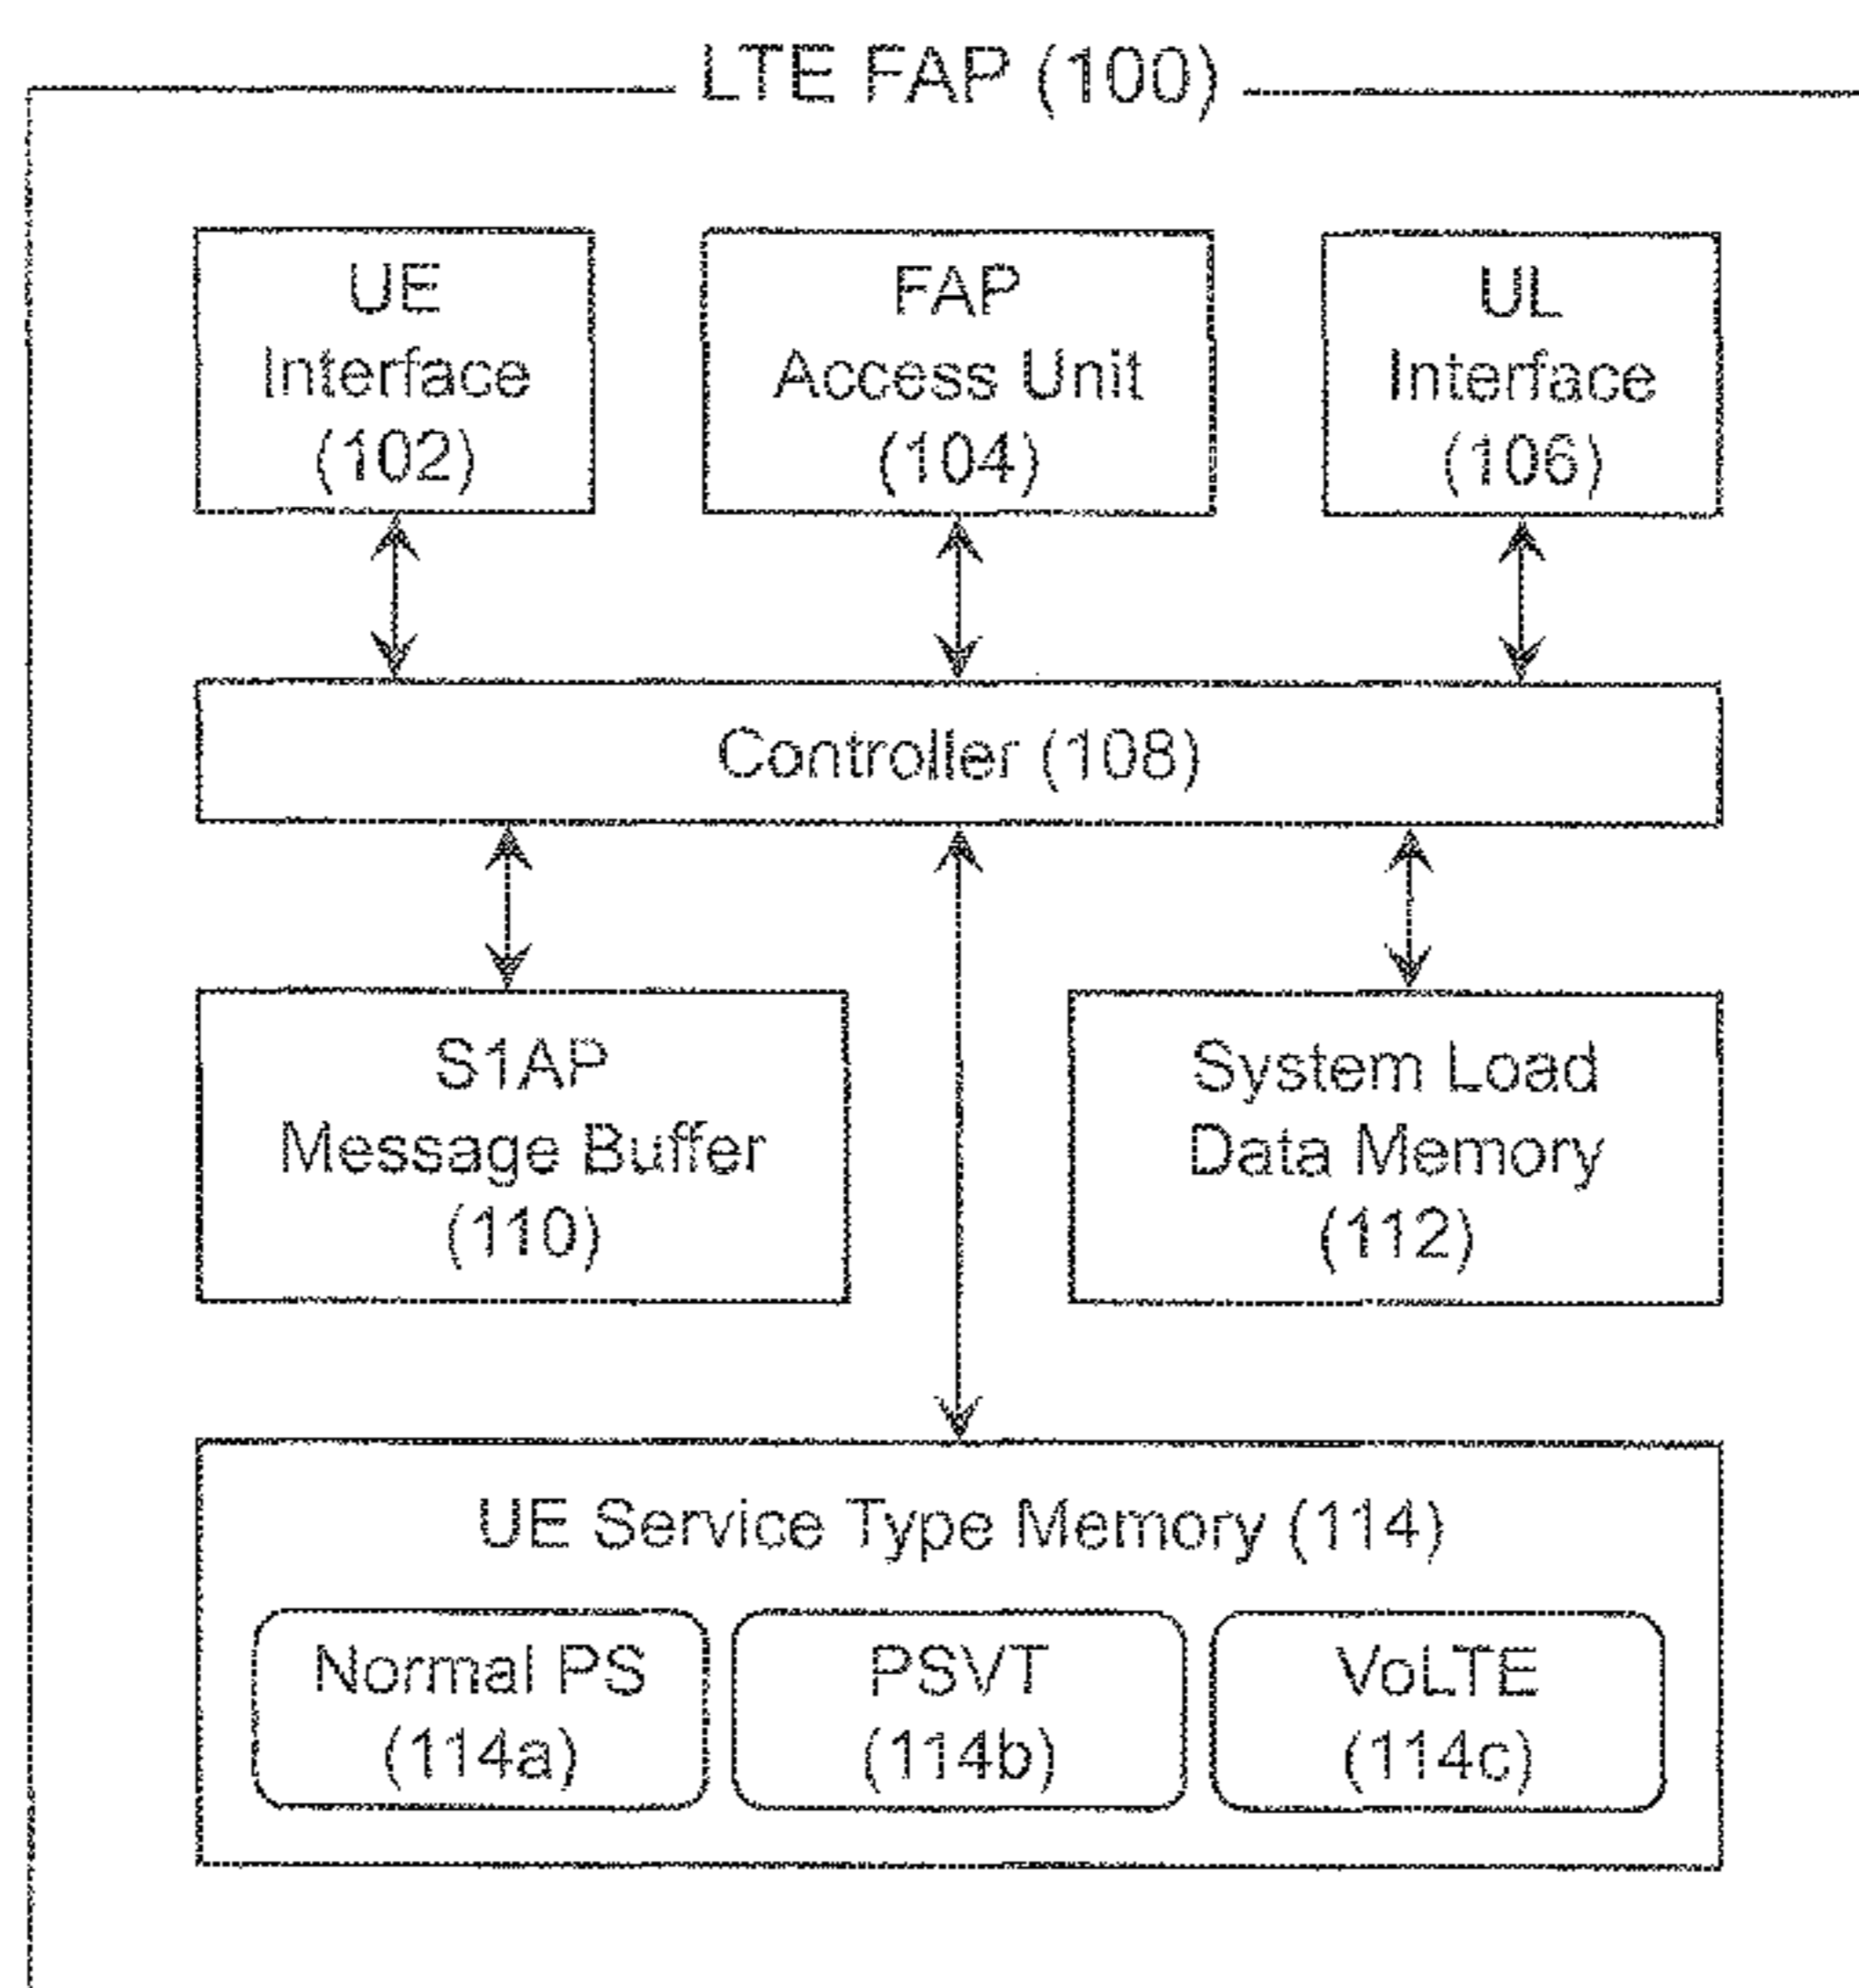 LTE FAP (100)
UE
Interface
(102)
FAP
Access Unit
(104)
UL
Interface
(106)
Controller (108)
S1AP
Message Buffer
(110)
System Load
Data Memory
(112)
UE Service Type Memory (114)
Normal PS
(114a)
PSVT
(114b)
VoLTE
(114c)